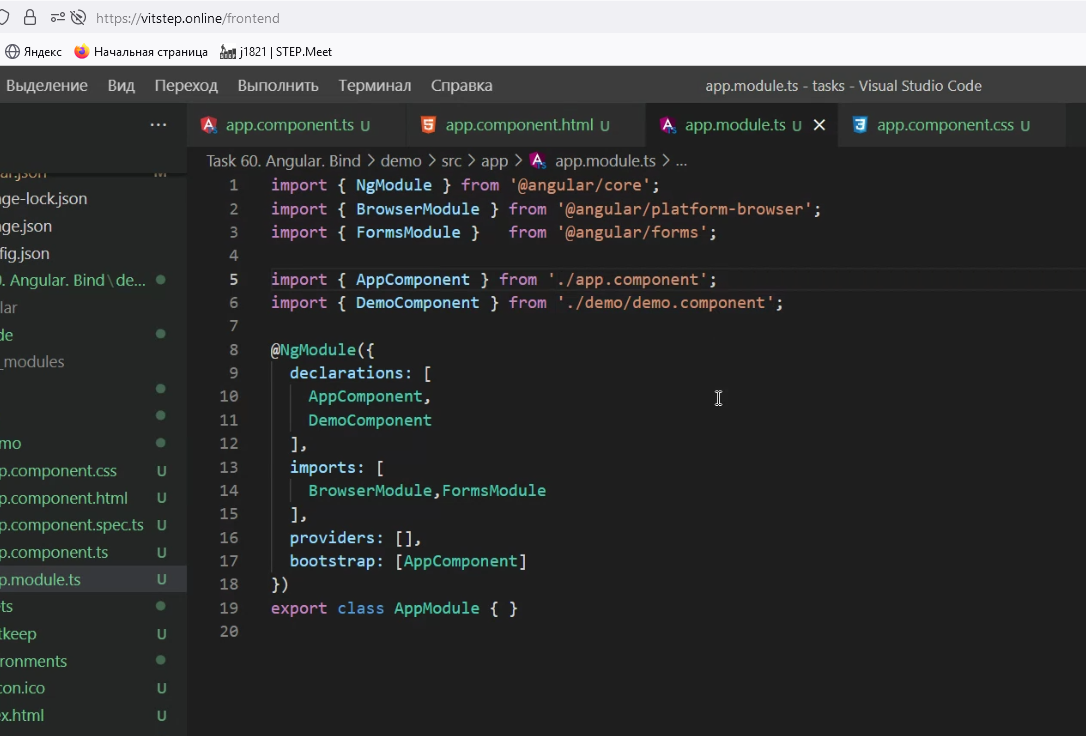 https://vitstep.online/frontend
Яндекс Начальная страница j1821 | STEP.Meet
Выделение Вид Переход Выполнить Терминал Справка app.module.ts - tasks - Visual Studio Code
... app.component.ts U app.component.html U app.module.ts U × app.component.css U
Task 60. Angular. Bind > demo > src > app > app.module.ts > ...
ge-lock.json
ge.json
fig.json
). Angular. Bind\de...
lar
de
_modules
mo
p.component.css U
p.component.html U
p.component.spec.ts U
p.component.ts U
p.module.ts U
ts
tkeep U
ronments
con.ico U
x.html U
1 import { NgModule } from '@angular/core';
2 import { BrowserModule } from '@angular/platform-browser';
3 import { FormsModule }   from '@angular/forms';
4
5 import { AppComponent } from './app.component';
6 import { DemoComponent } from './demo/demo.component';
7
8 @NgModule({
9   declarations: [
10     AppComponent,
11     DemoComponent
12   ],
13   imports: [
14     BrowserModule,FormsModule
15   ],
16   providers: [],
17   bootstrap: [AppComponent]
18 })
19 export class AppModule { }
20